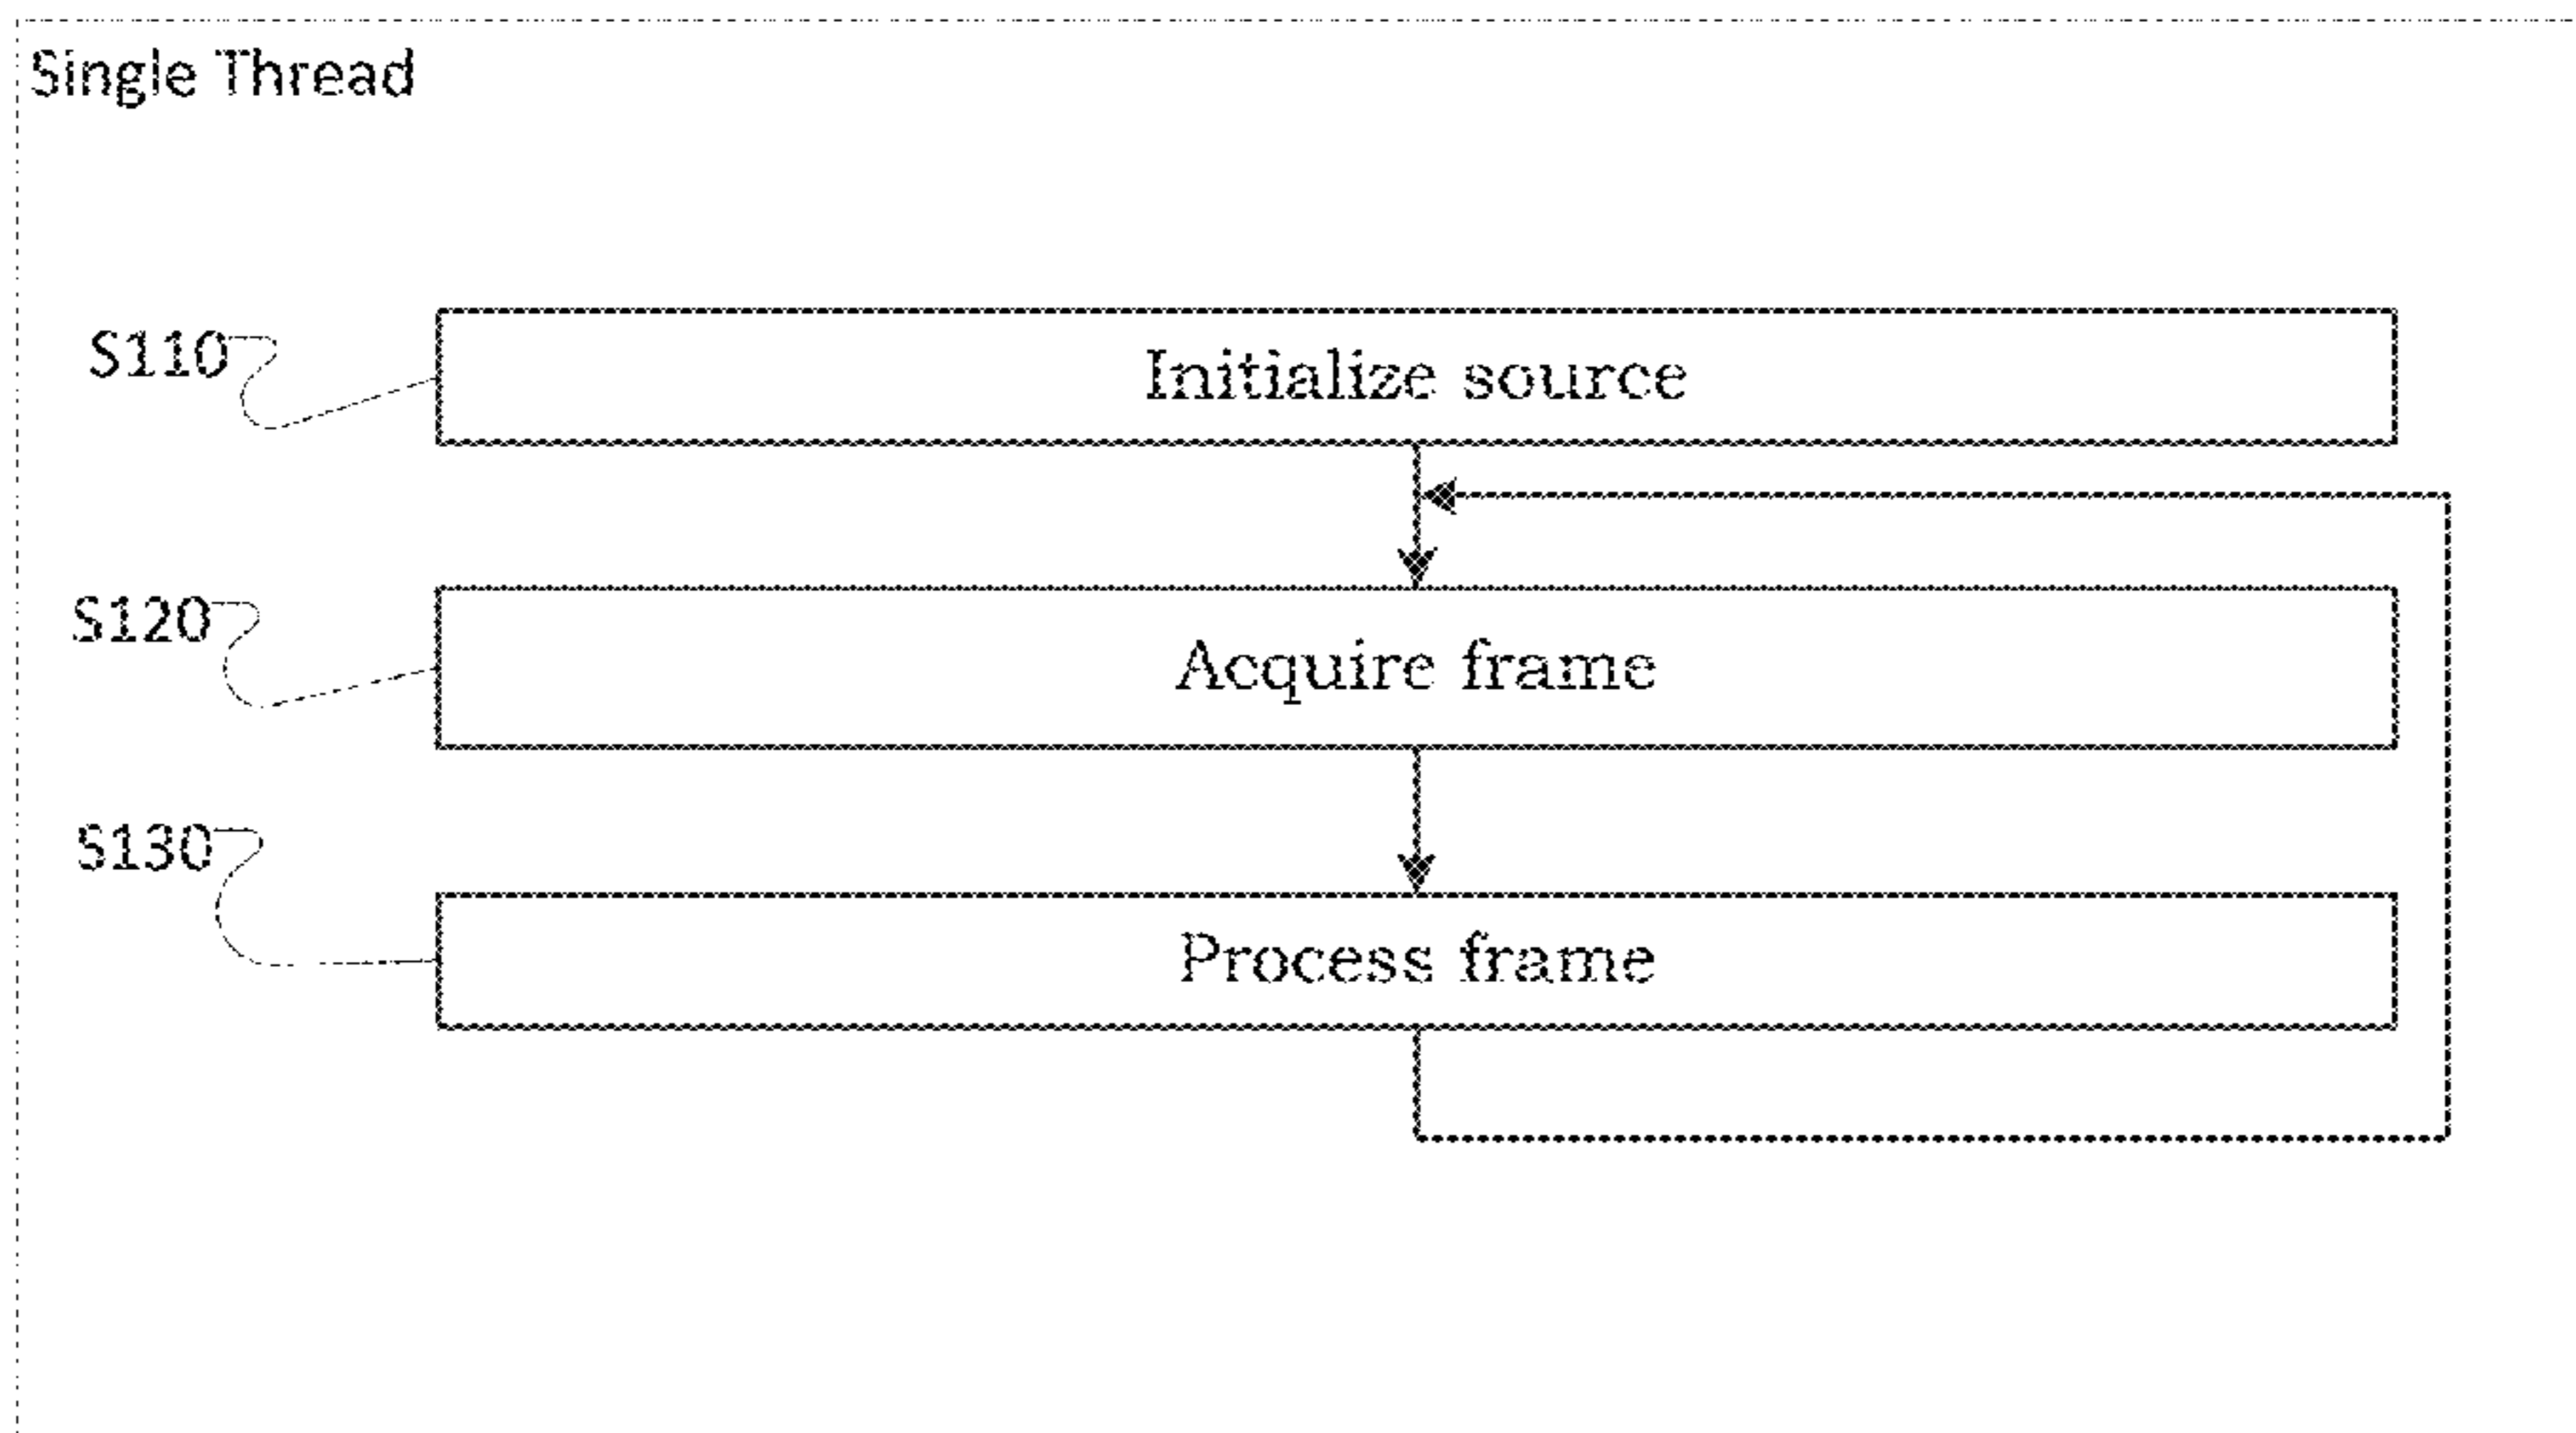 Single Thread
S110
Initialize source
S120
Acquire frame
S130
Process frame